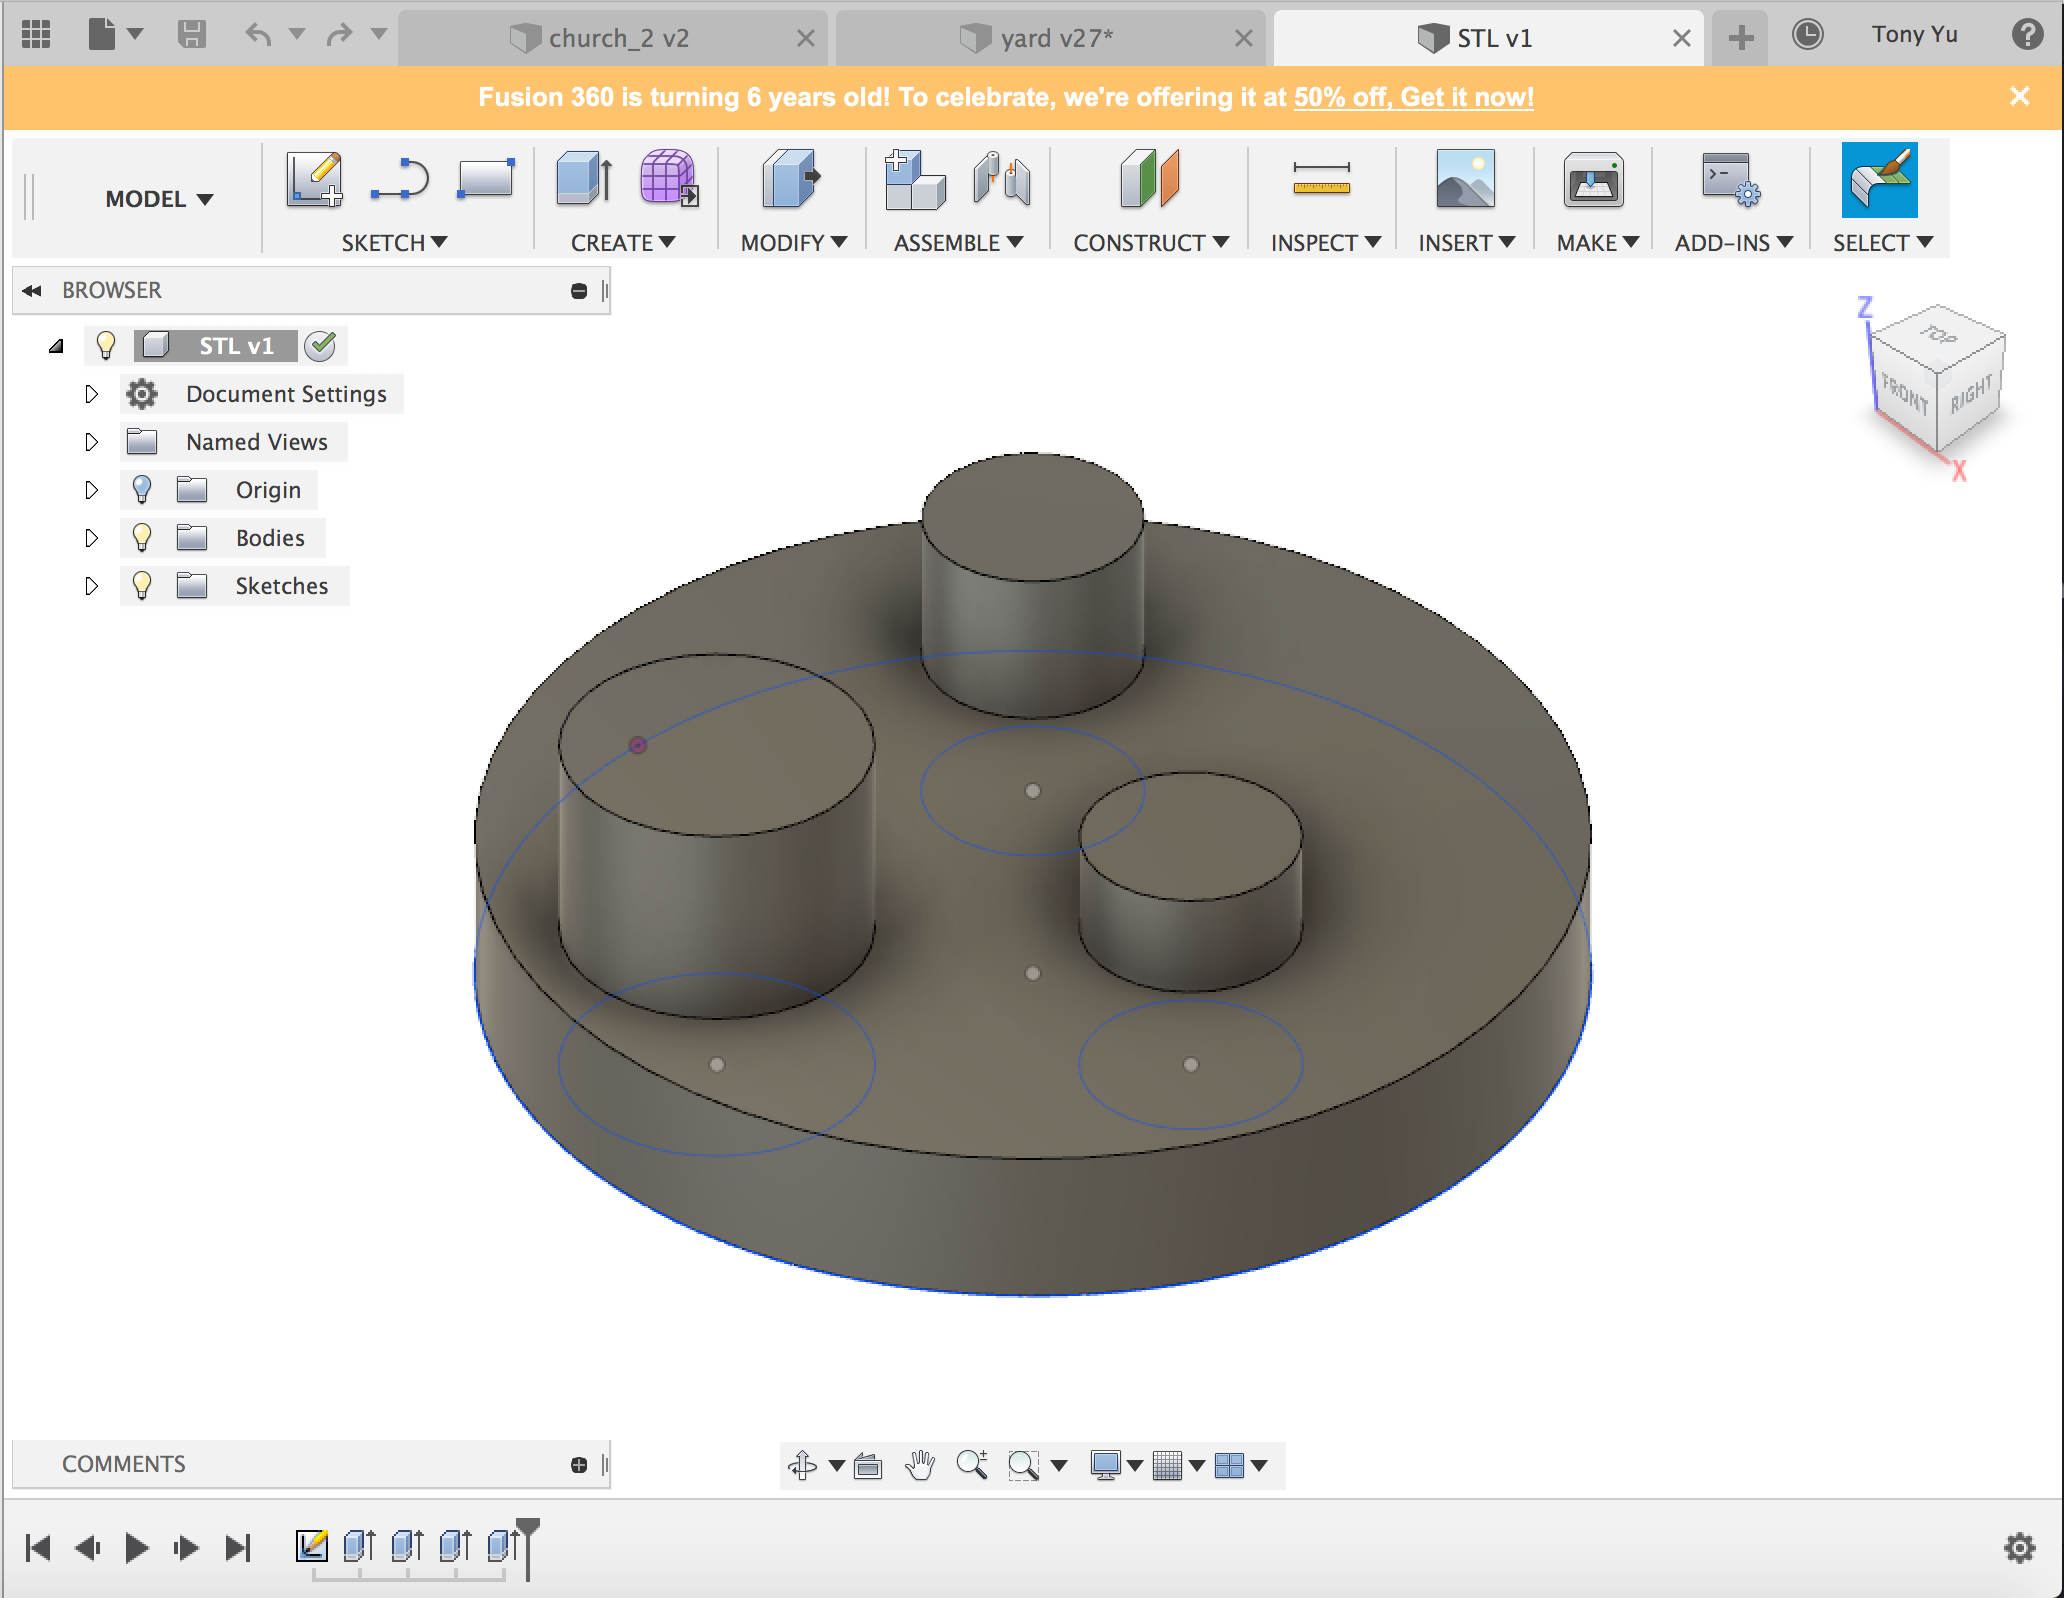 church_2 v2
yard v27*
STL v1
Tony Yu
Fusion 360 is turning 6 years old! To celebrate, we're offering it at 50% off, Get it now!
MODEL
SKETCH
CREATE
MODIFY
ASSEMBLE
CONSTRUCT
INSPECT
INSERT
MAKE
ADD-INS
SELECT
BROWSER
STL v1
Document Settings
Named Views
Origin
Bodies
Sketches
Z
TOP
FRONT
RIGHT
X
COMMENTS